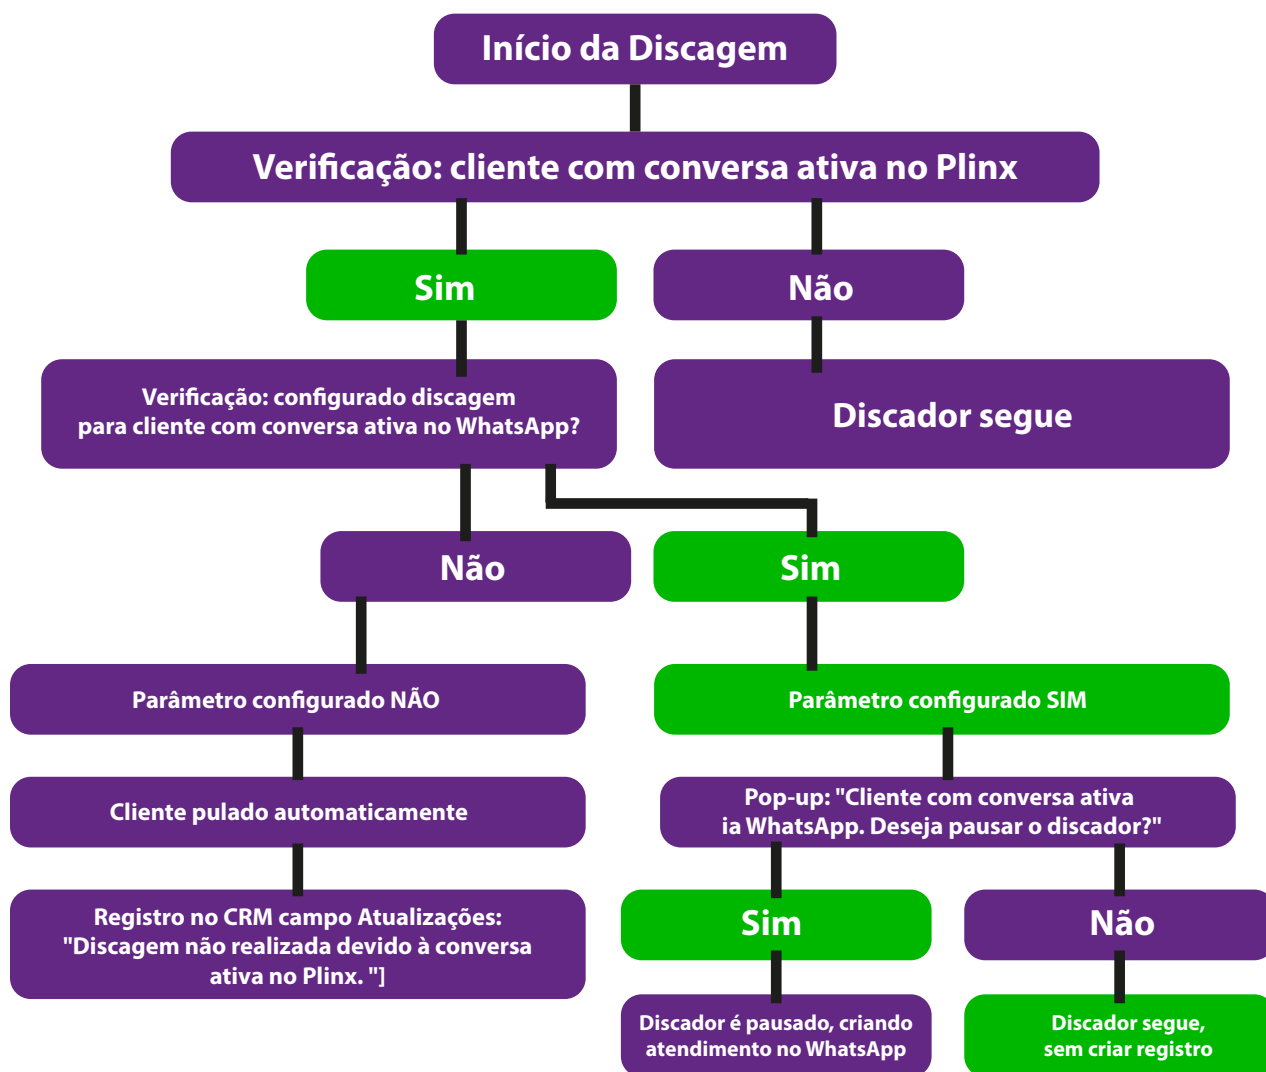 Início da Discagem
Verificação: cliente com conversa ativa no Plinx
Sim
Não
Verificação: configurado discagem
para cliente com conversa ativa no WhatsApp?
Discador segue
Não
Sim
Parâmetro configurado NÃO
Parâmetro configurado SIM
Cliente pulado automaticamente
Pop-up: "Cliente com conversa ativa
ia WhatsApp. Deseja pausar o discador?"
Registro no CRM campo Atualizações:
"Discagem não realizada devido à conversa
ativa no Plinx. "]
Sim
Não
Discador é pausado, criando
atendimento no WhatsApp
Discador segue,
sem criar registro